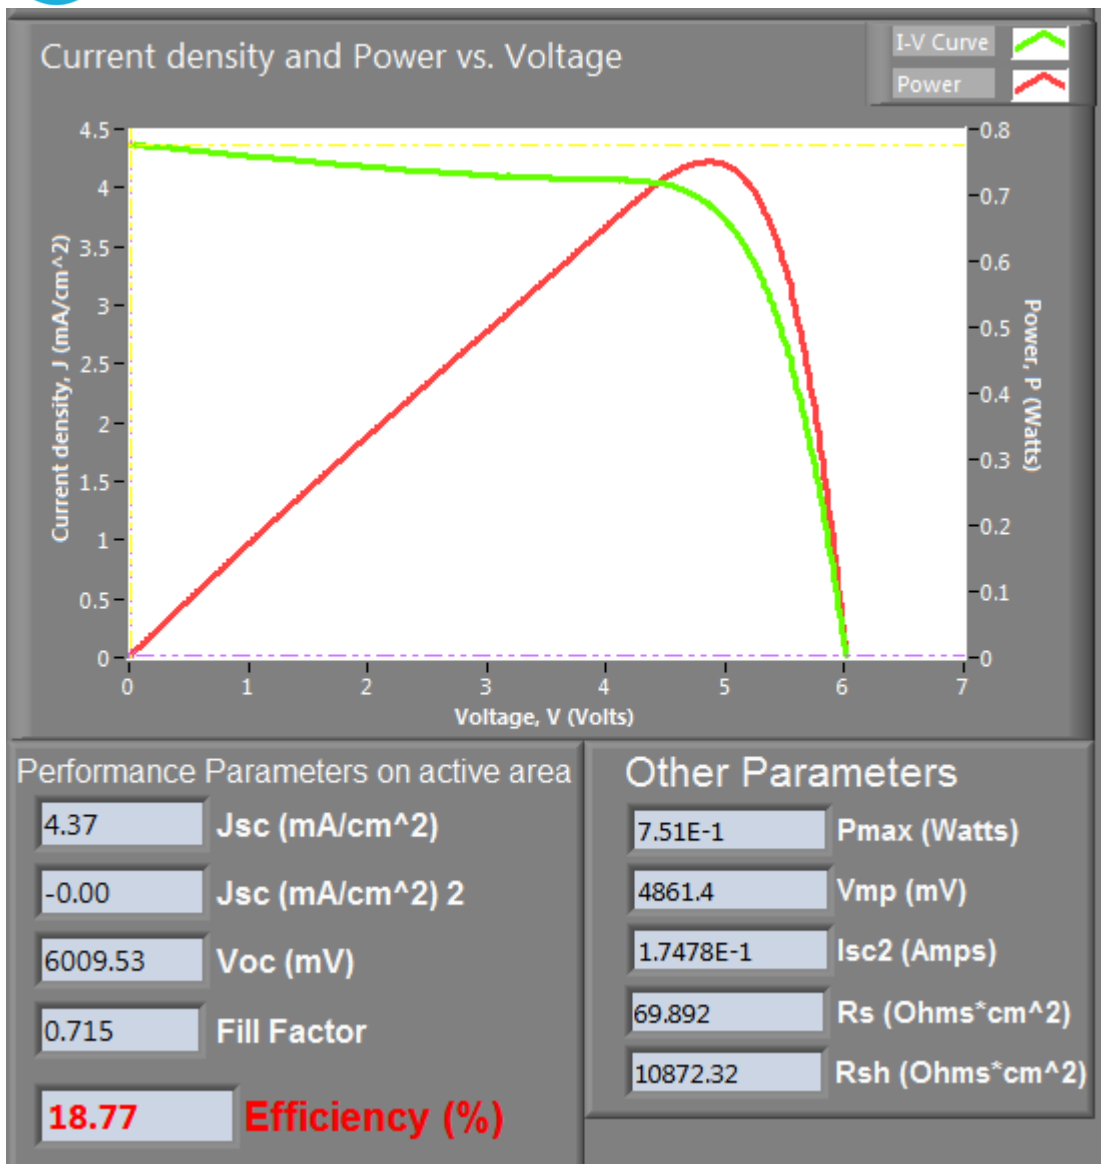 Current density and Power vs. Voltage
I-V Curve
Power
Current density, J (mA/cm^2)
4.5
4
3.5
3
2.5
2
1.5
1
0.5
0
0.8
0.7
0.6
0.5
0.4
0.3
0.2
0.1
0
Power, P (Watts)
0 1 2 3 4 5 6 7
Voltage, V (Volts)
Performance Parameters on active area
4.37 Jsc (mA/cm^2)
-0.00 Jsc (mA/cm^2) 2
6009.53 Voc (mV)
0.715 Fill Factor
18.77 Efficiency (%)
Other Parameters
7.51E-1 Pmax (Watts)
4861.4 Vmp (mV)
1.7478E-1 Isc2 (Amps)
69.892 Rs (Ohms*cm^2)
10872.32 Rsh (Ohms*cm^2)